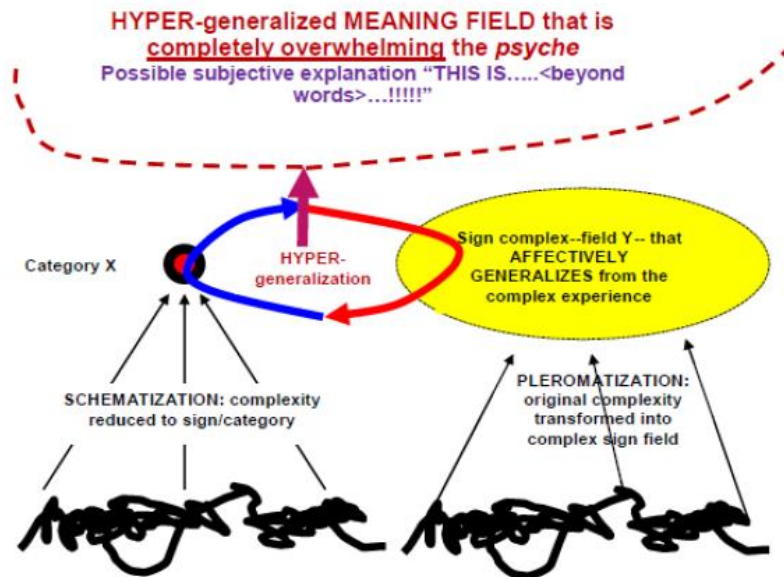 HYPER-generalized MEANING FIELD that is
completely overwhelming the psyche
Possible subjective explanation “THIS IS…..<beyond
words>…!!!!!”
HYPER-
generalization
Category X
Sign complex--field Y-- that
AFFECTIVELY
GENERALIZES from the
complex experience
SCHEMATIZATION: complexity
reduced to sign/category
PLEROMATIZATION:
original complexity
transformed into
complex sign field